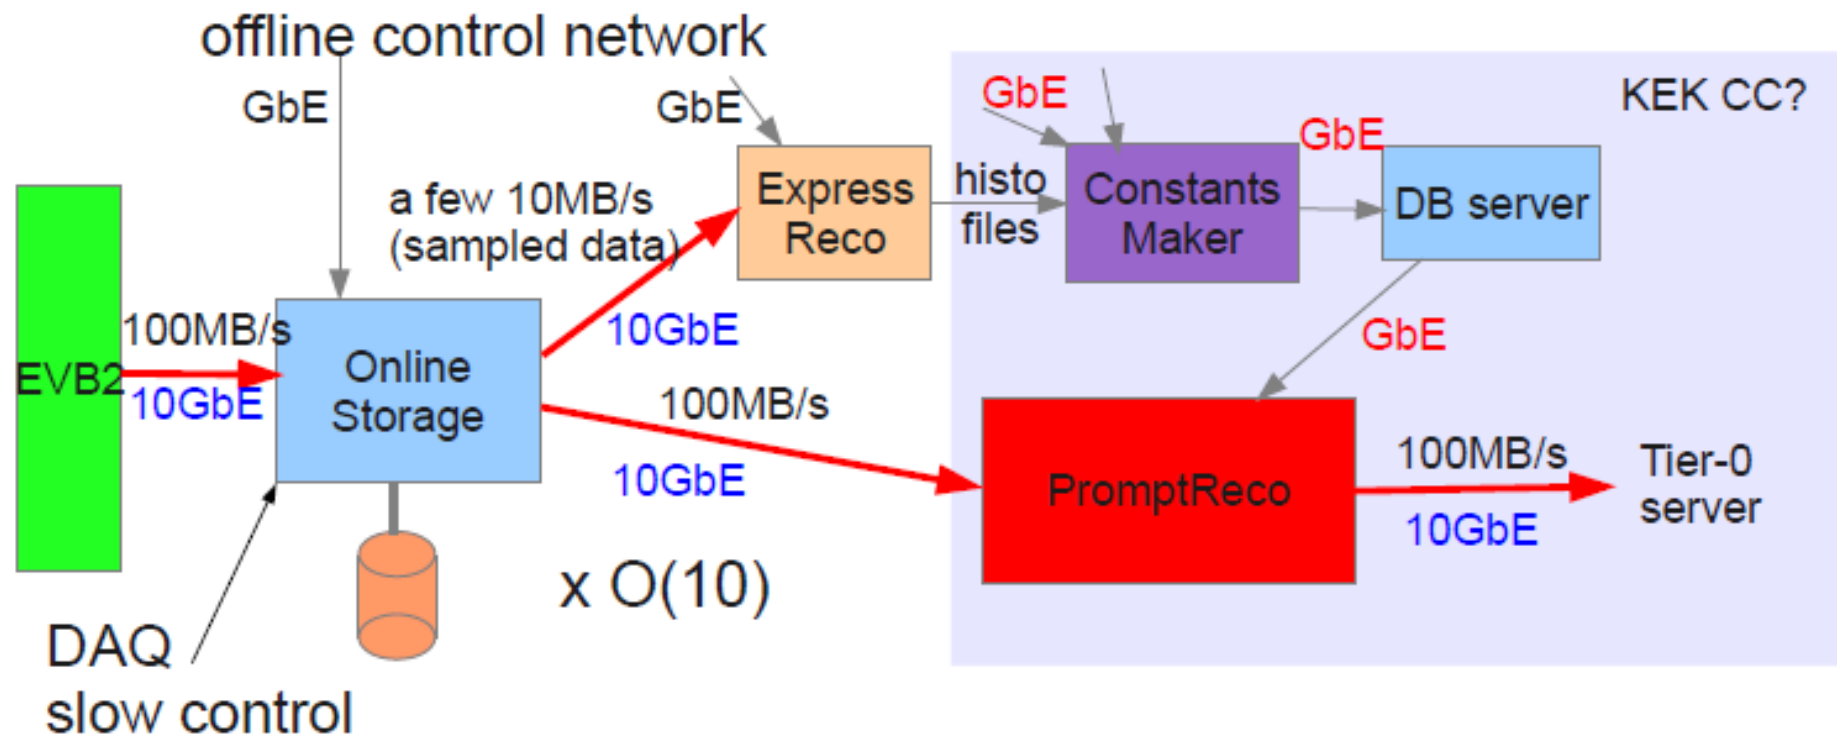 offline control network
GbE
GbE
GbE
KEK CC?
GbE
a few 10MB/s
(sampled data)
Express
Reco
histo
files
Constants
Maker
DB server
100MB/s
EVB2
10GbE
Online
Storage
10GbE
GbE
100MB/s
10GbE
PromptReco
100MB/s
10GbE
Tier-0
server
x O(10)
DAQ
slow control